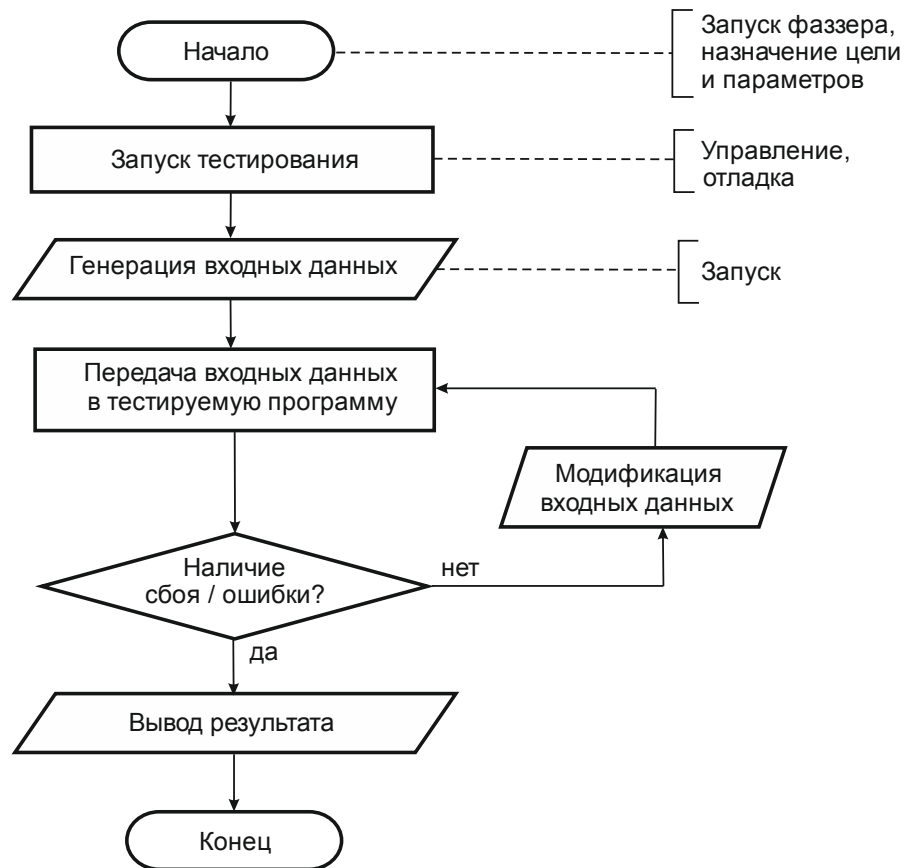 Начало
Запуск фаззера,
назначение цели
и параметров
Запуск тестирования
Управление,
отладка
Генерация входных данных
Запуск
Передача входных данных
в тестируемую программу
Модификация
входных данных
Наличие
сбоя / ошибки?
нет
да
Вывод результата
Конец